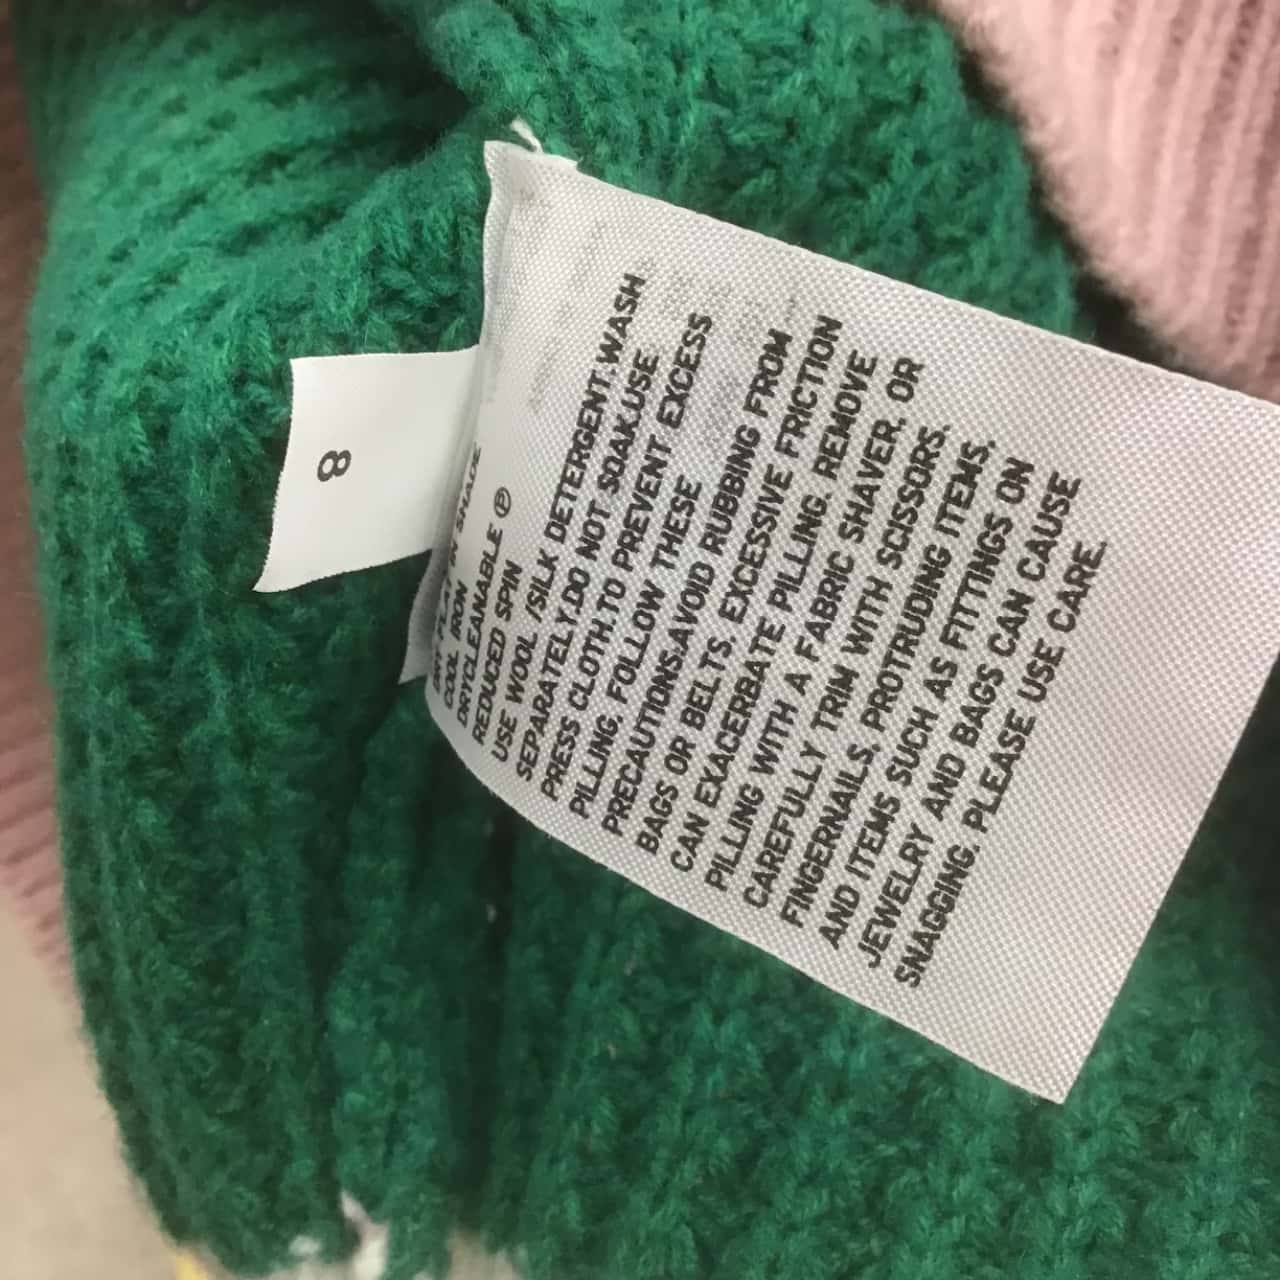 8
DRY FLAT IN SHADE
COOL IRON
DRYCLEANABLE Ⓟ
REDUCED SPIN
USE WOOL /SILK DETERGENT.WASH
SEPARATELY.DO NOT SOAK.USE
PRESS CLOTH.TO PREVENT EXCESS
PILLING, FOLLOW THESE
PRECAUTIONS.AVOID RUBBING FROM
BAGS OR BELTS. EXCESSIVE FRICTION
CAN EXACERBATE PILLING. REMOVE
PILLING WITH A FABRIC SHAVER, OR
CAREFULLY TRIM WITH SCISSORS.
FINGERNAILS, PROTRUDING ITEMS,
AND ITEMS SUCH AS FITTINGS ON
JEWELRY AND BAGS CAN CAUSE
SNAGGING. PLEASE USE CARE.